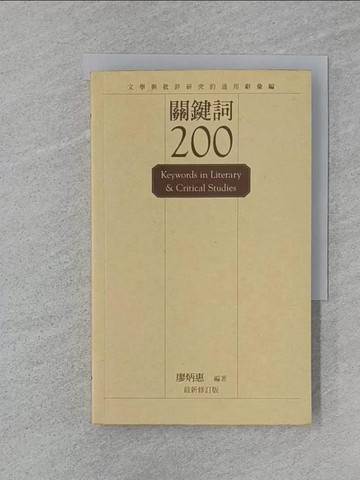 文學與批評研究的通用辭彙編
關鍵詞
200
Keywords in Literary
& Critical Studies
廖炳惠 編著
最新修訂版